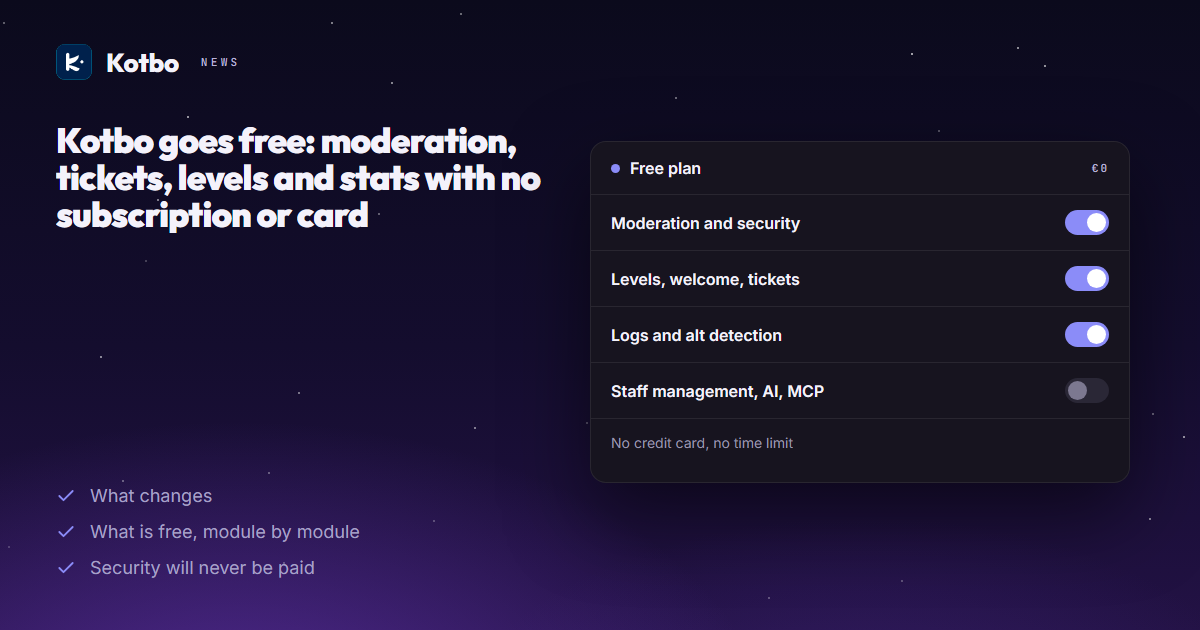 Kotbo NEWS
Kotbo goes free: moderation,
tickets, levels and stats with no
subscription or card
Free plan €0
Moderation and security
Levels, welcome, tickets
Logs and alt detection
Staff management, AI, MCP
No credit card, no time limit
What changes
What is free, module by module
Security will never be paid